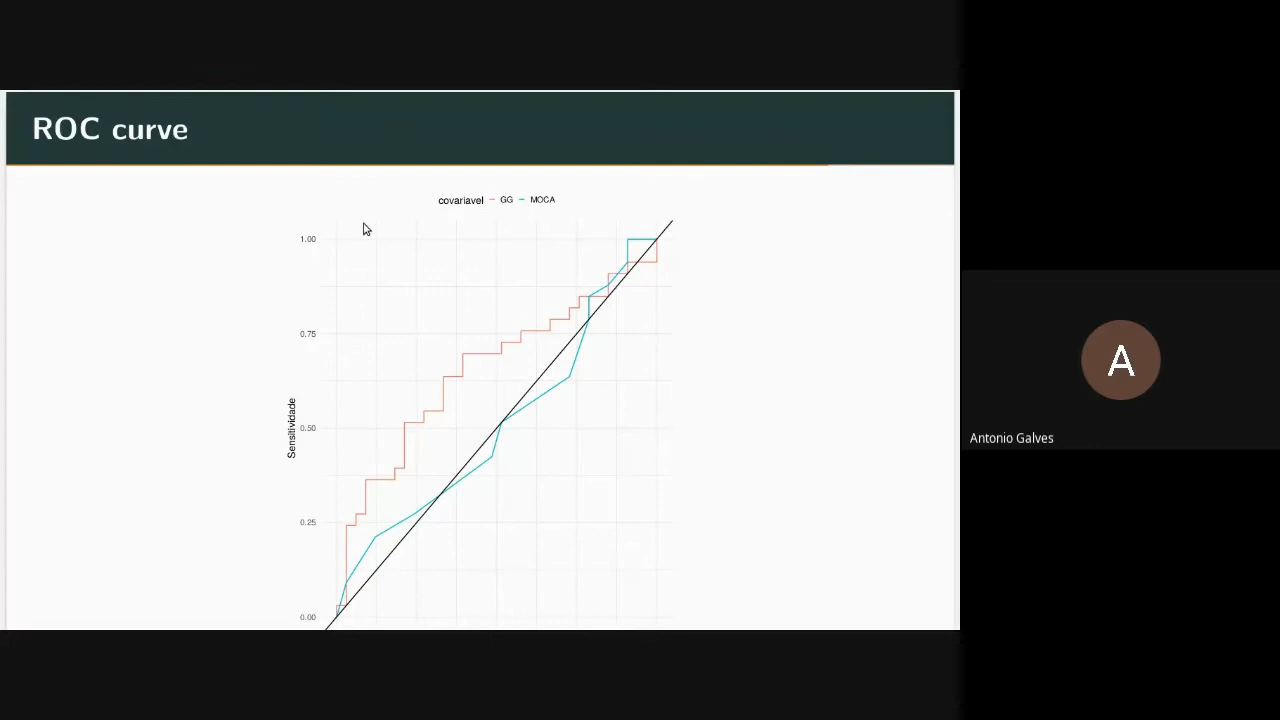 ROC curve
covariavel GG MOCA
1.00
0.75
0.50
0.25
0.00
Sensitividade
A
Antonio Galves